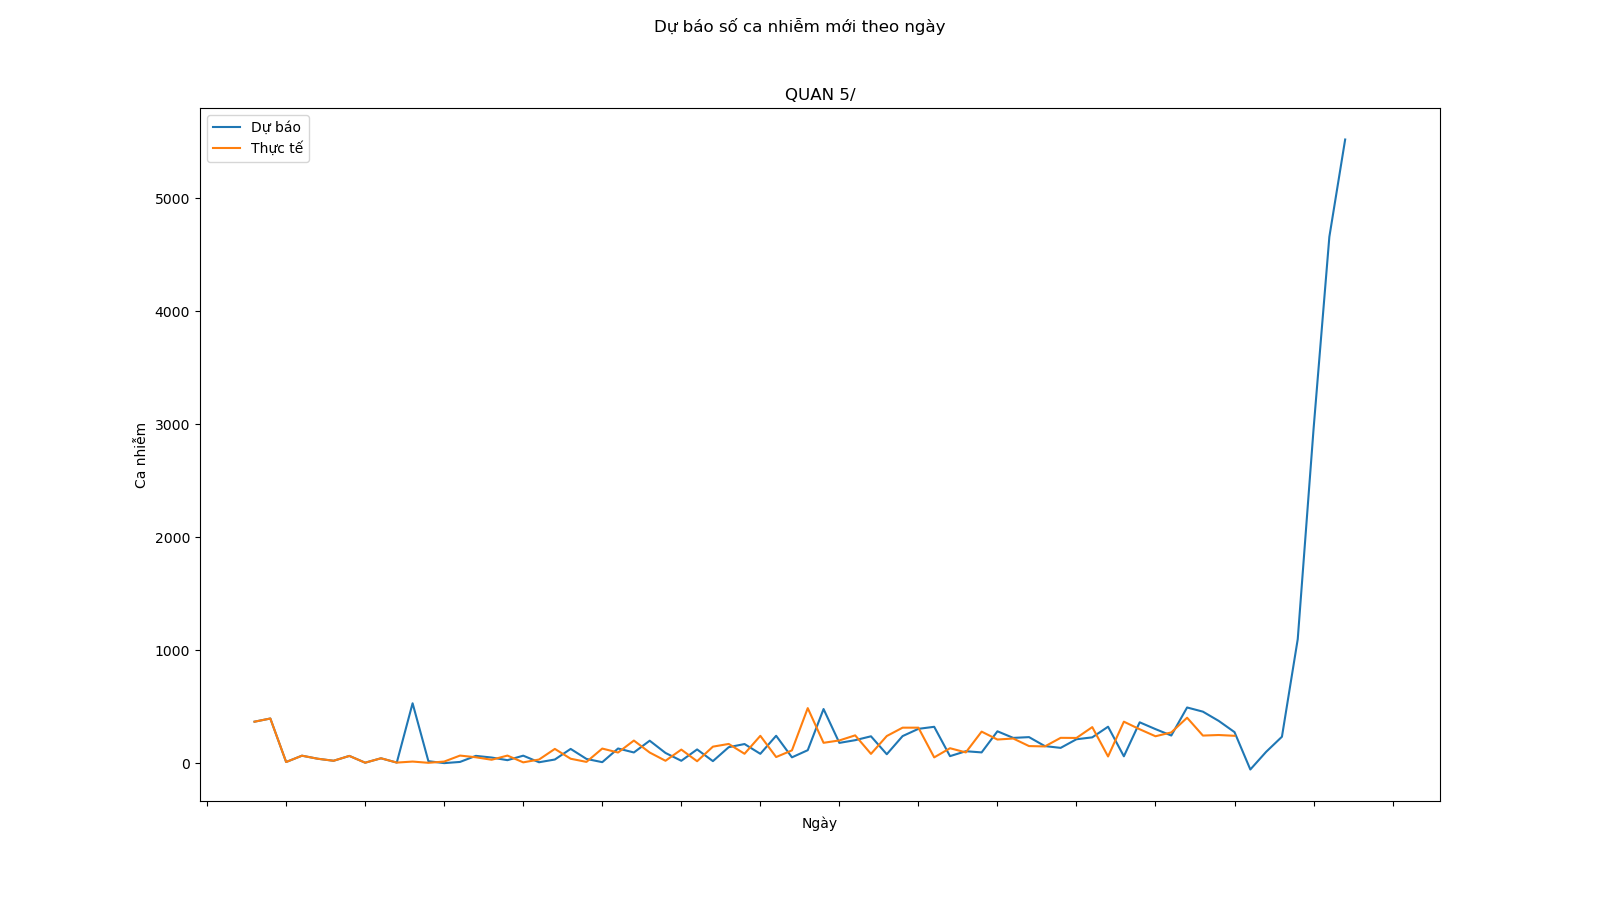 Dự báo số ca nhiễm mới theo ngày
QUAN 5/
Dự báo
Thực tế
5000
4000
3000
2000
1000
0
Ca nhiễm
Ngày